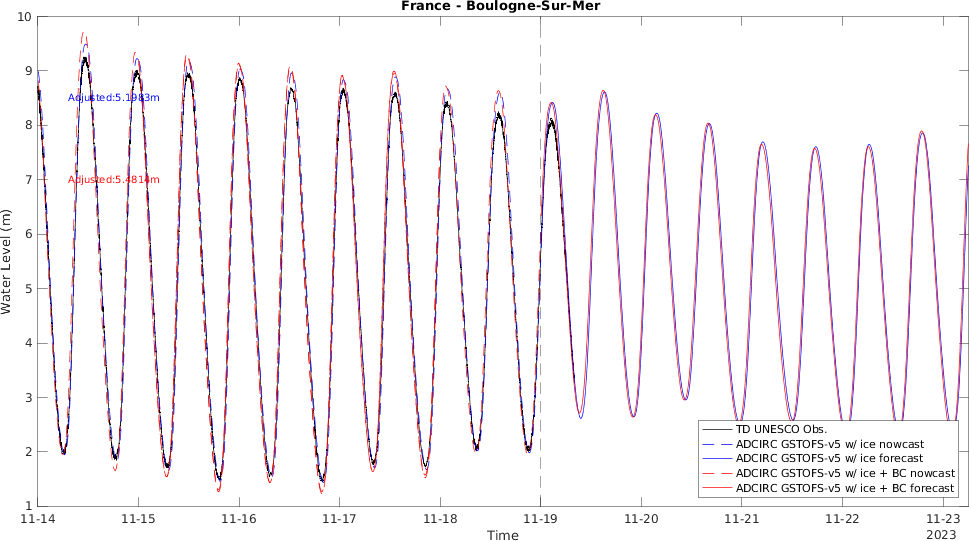 France - Boulogne-Sur-Mer
10
9
Adjusted:5.1983m
8
Adjusted:5.4814m
7
6
5
4
3
2
1
Water Level (m)
TD UNESCO Obs.
ADCIRC GSTOFS-v5 w/ ice nowcast
ADCIRC GSTOFS-v5 w/ ice forecast
ADCIRC GSTOFS-v5 w/ ice + BC nowcast
ADCIRC GSTOFS-v5 w/ ice + BC forecast
11-14 11-15 11-16 11-17 11-18 11-19 11-20 11-21 11-22 11-23
Time
2023